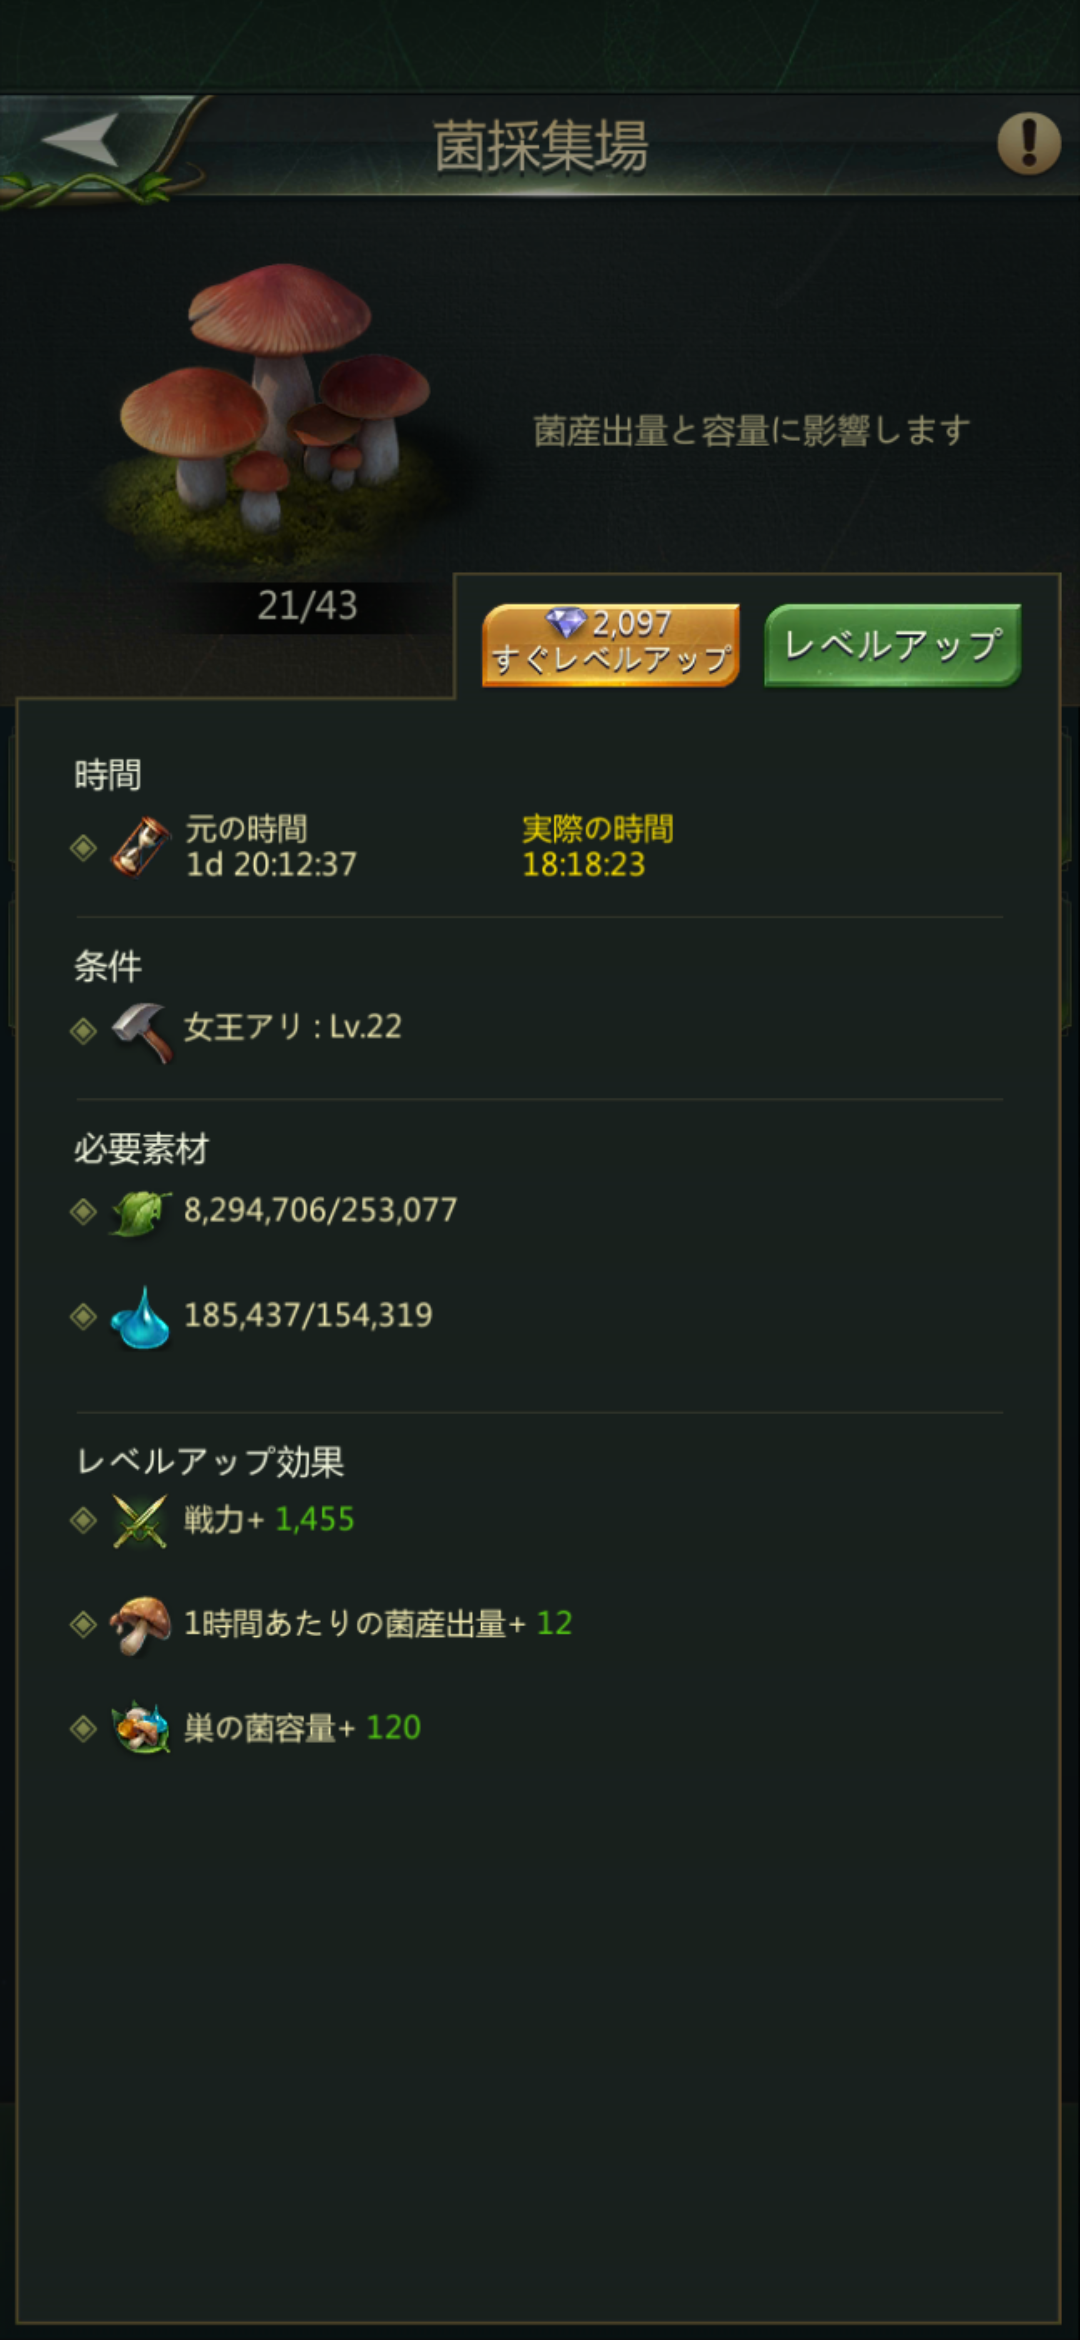 菌採集場
菌産出量と容量に影響します
21/43
2,097
すぐレベルアップ
レベルアップ
時間
元の時間
1d 20:12:37
実際の時間
18:18:23
条件
女王アリ : Lv.22
必要素材
8,294,706/253,077
185,437/154,319
レベルアップ効果
戦力+ 1,455
1時間あたりの菌産出量+ 12
巣の菌容量+ 120